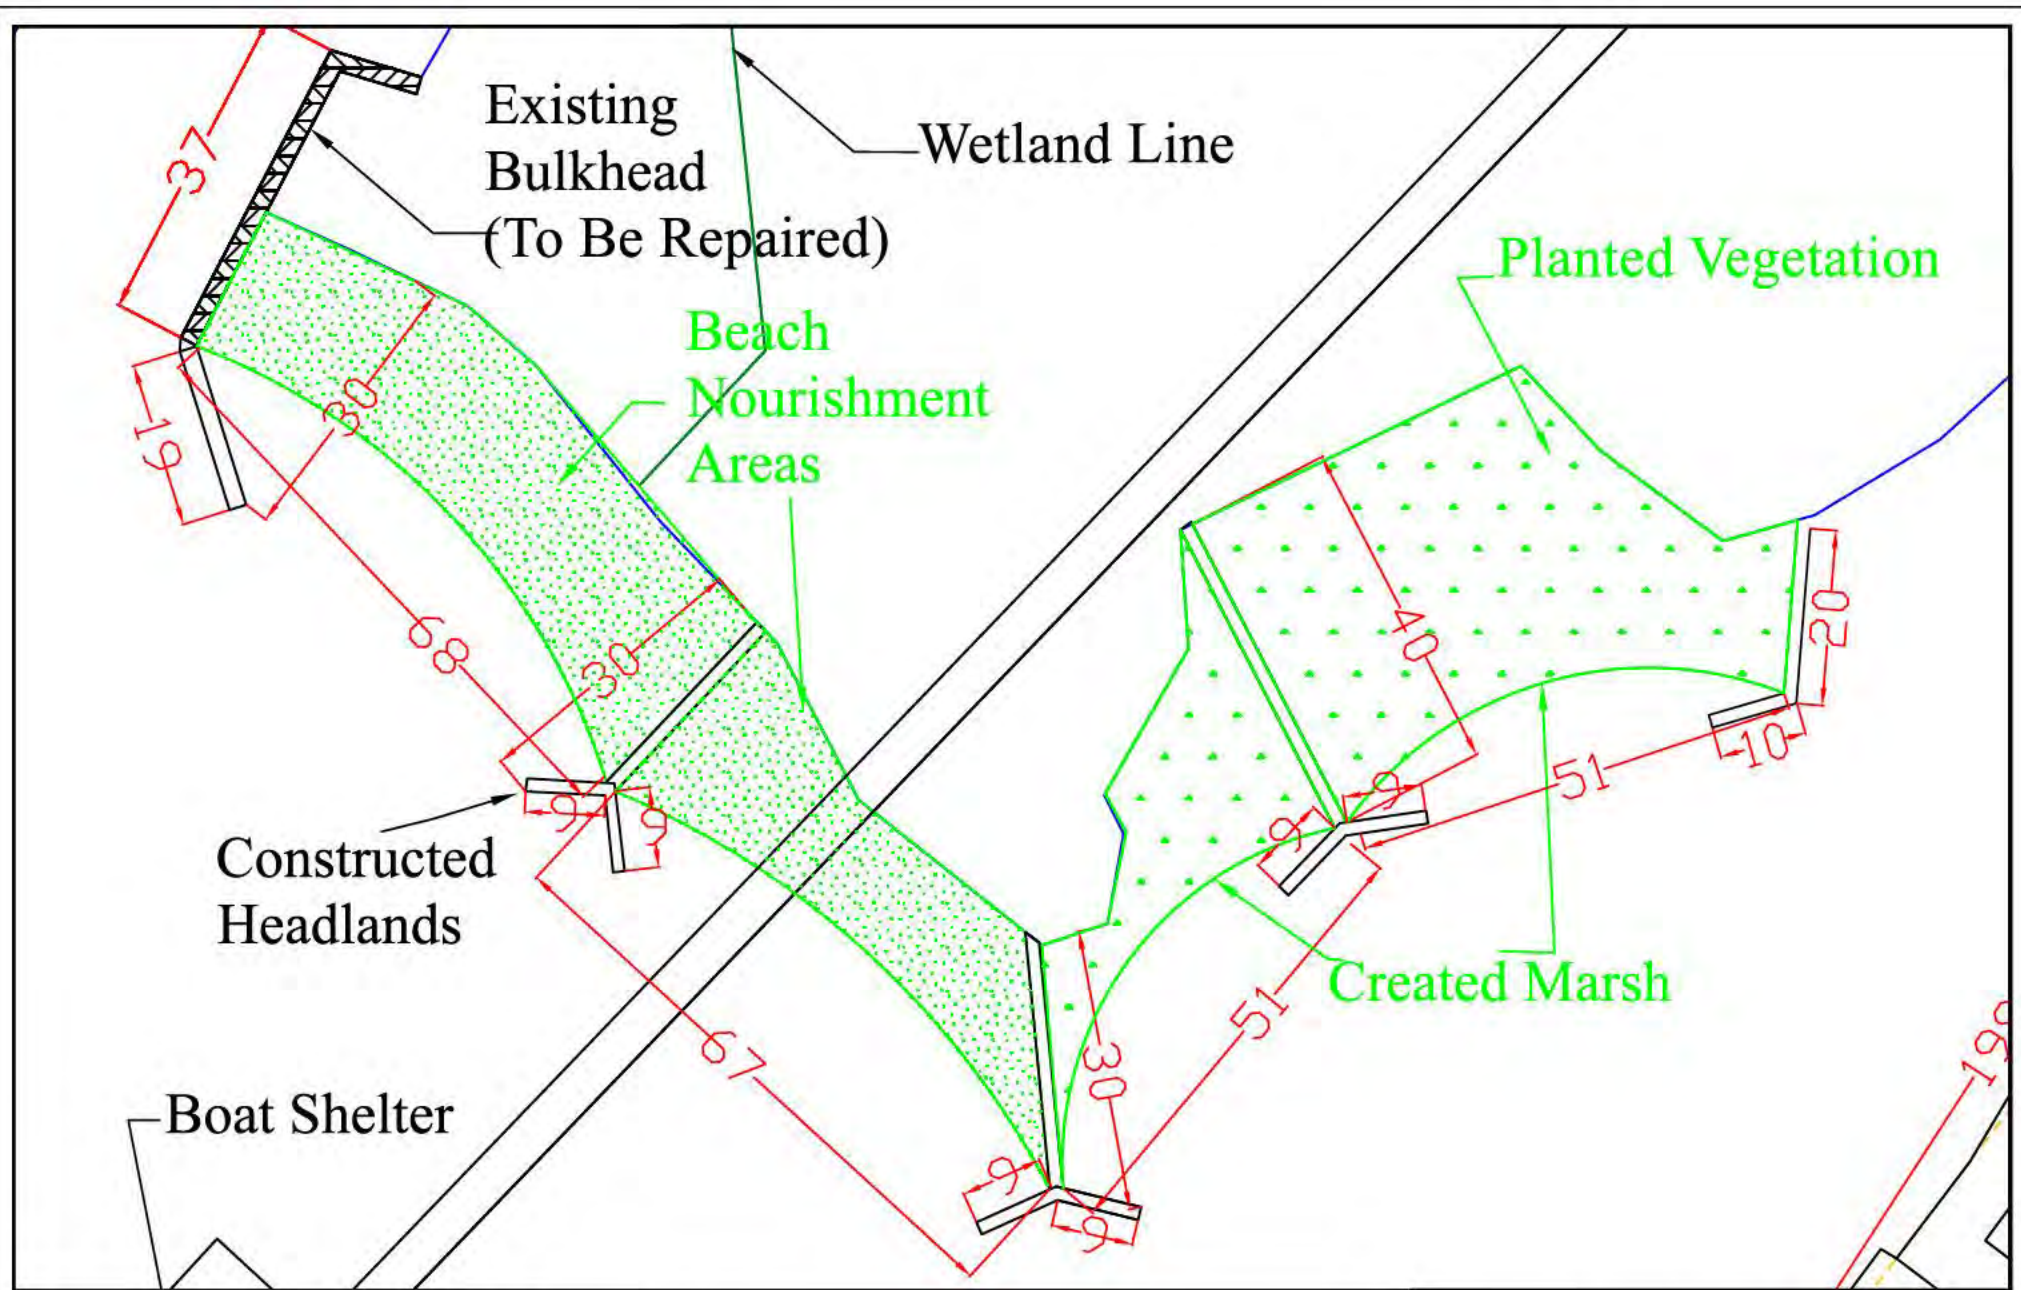 37
Existing
Bulkhead
(To Be Repaired)
Wetland Line
Planted Vegetation
Beach
Nourishment
Areas
30
19
68
30
40
20
10
51
9
9
9
9
Constructed
Headlands
Created Marsh
51
67
30
Boat Shelter
9
9